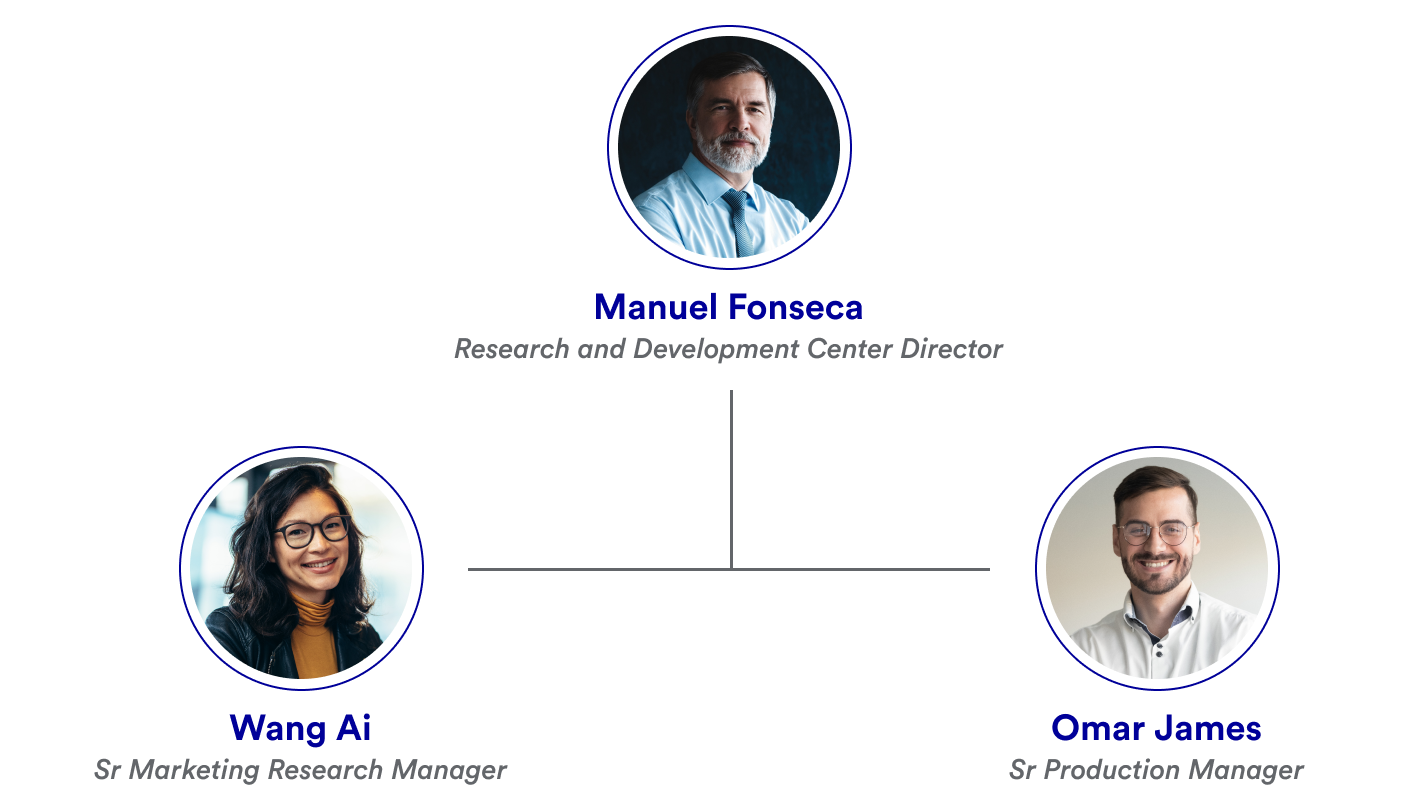 Manuel Fonseca
Research and Development Center Director
Wang Ai
Sr Marketing Research Manager
Omar James
Sr Production Manager